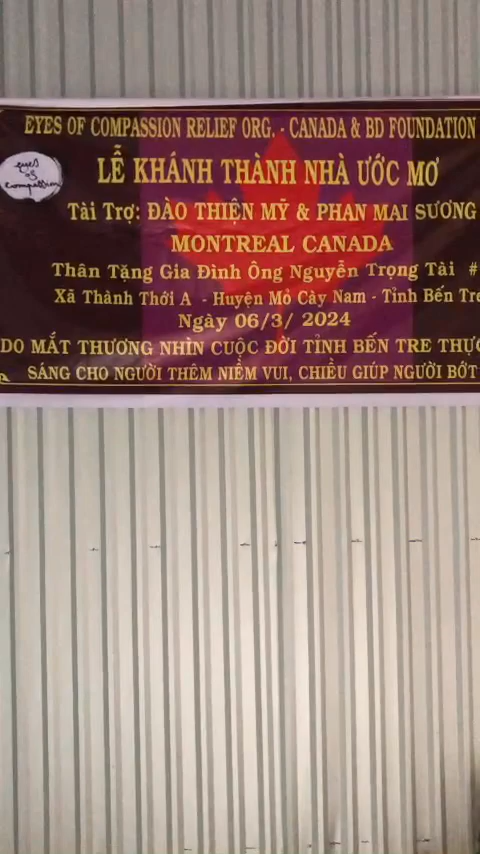 EYES OF COMPASSION RELIEF ORG. - CANADA & BD FOUNDATION
eyes
of
compassion
LỄ KHÁNH THÀNH NHÀ ƯỚC MƠ
Tài Trợ: ĐÀO THIỆN MỸ & PHAN MAI SƯƠNG
MONTREAL CANADA
Thân Tặng Gia Đình Ông Nguyễn Trọng Tài #
Xã Thành Thới A - Huyện Mỏ Cày Nam - Tỉnh Bến Tre
Ngày 06/3/ 2024
DO MẮT THƯƠNG NHÌN CUỘC ĐỜI TỈNH BẾN TRE
SÁNG CHO NGƯỜI THÊM NIỀM VUI, CHIỀU GIÚP NGƯỜI BỚT